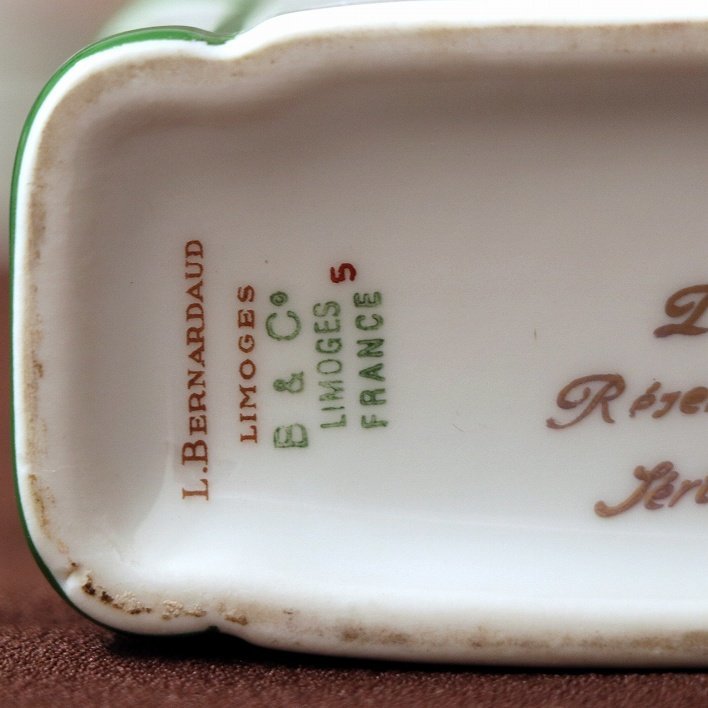 L. BERNARDAUD
LIMOGES
B & Cº
LIMOGES
FRANCE
5